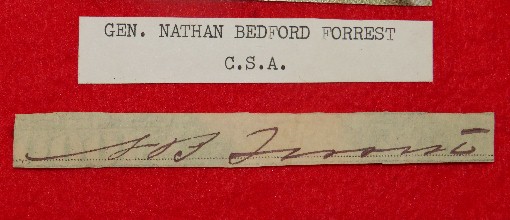 GEN. NATHAN BEDFORD FORREST
C.S.A.
N B Forrest